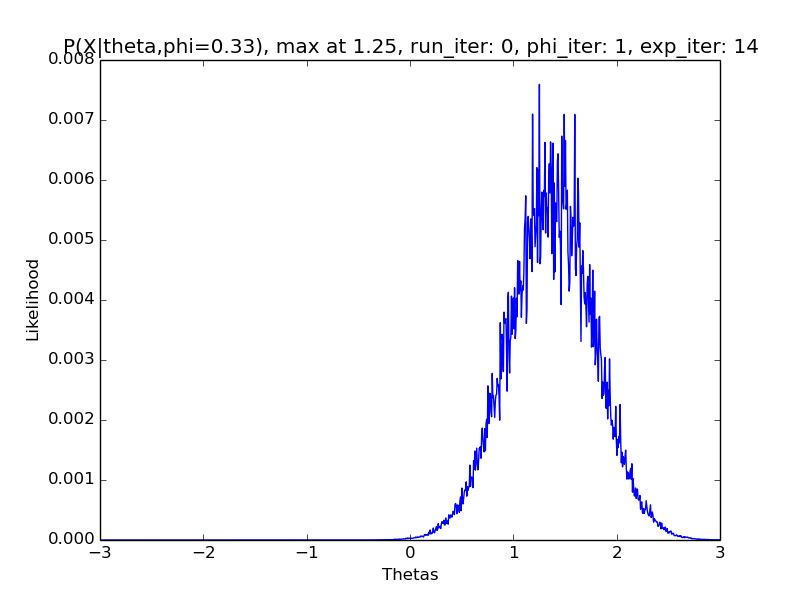 P(X|theta,phi=0.33), max at 1.25, run_iter: 0, phi_iter: 1, exp_iter: 14
0.008
0.007
0.006
0.005
0.004
0.003
0.002
0.001
0.000
Likelihood
−3 −2 −1 0 1 2 3
Thetas